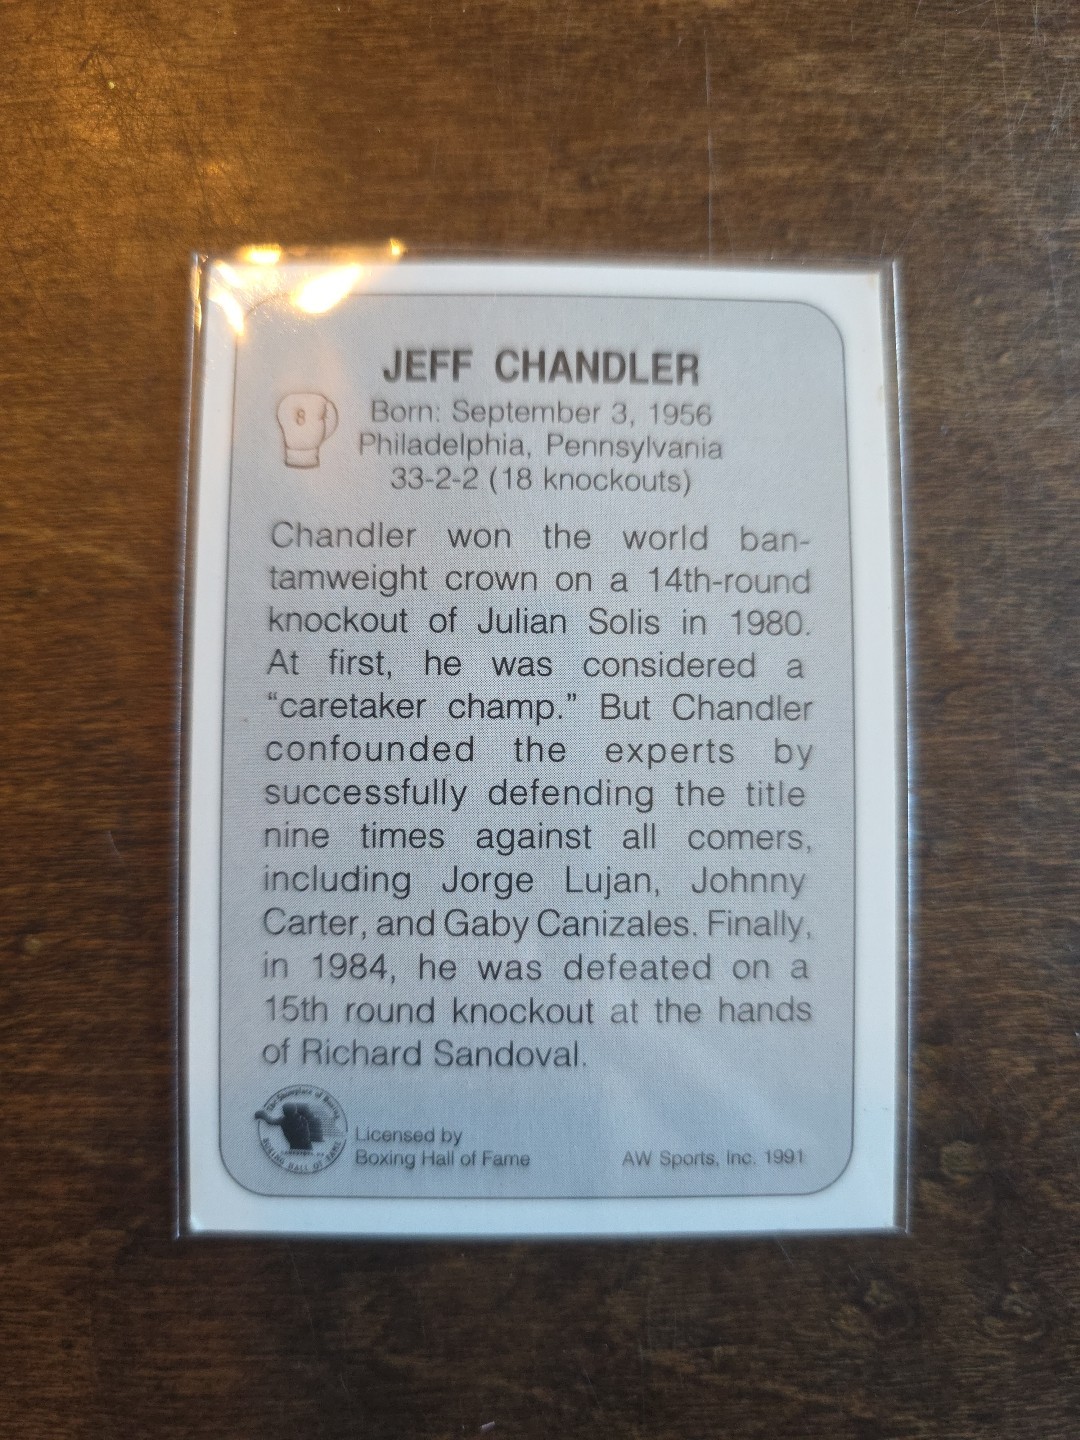 JEFF CHANDLER
8
Born: September 3, 1956
Philadelphia, Pennsylvania
33-2-2 (18 knockouts)
Chandler won the world ban-
tamweight crown on a 14th-round
knockout of Julian Solis in 1980.
At first, he was considered a
“caretaker champ.” But Chandler
confounded the experts by
successfully defending the title
nine times against all comers,
including Jorge Lujan, Johnny
Carter, and Gaby Canizales. Finally,
in 1984, he was defeated on a
15th round knockout at the hands
of Richard Sandoval.
BOXING HALL OF FAME
Licensed by
Boxing Hall of Fame
AW Sports, Inc. 1991